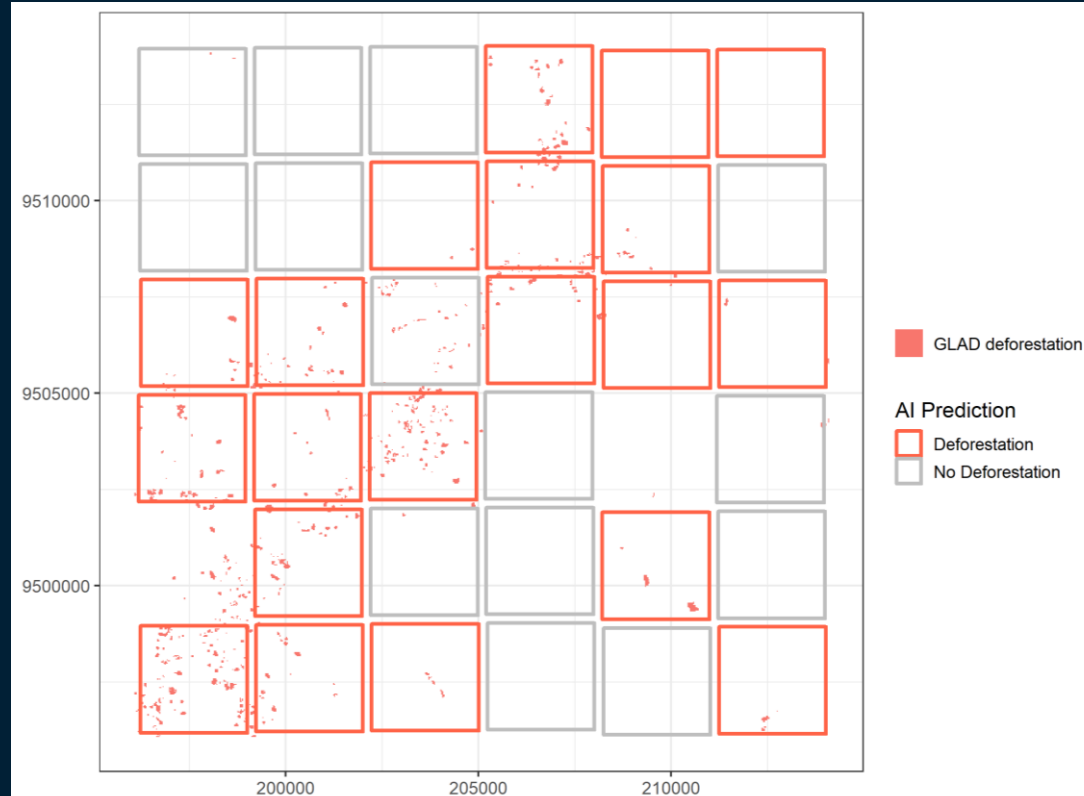 9510000
9505000
9500000
200000
205000
210000
GLAD deforestation
AI Prediction
Deforestation
No Deforestation